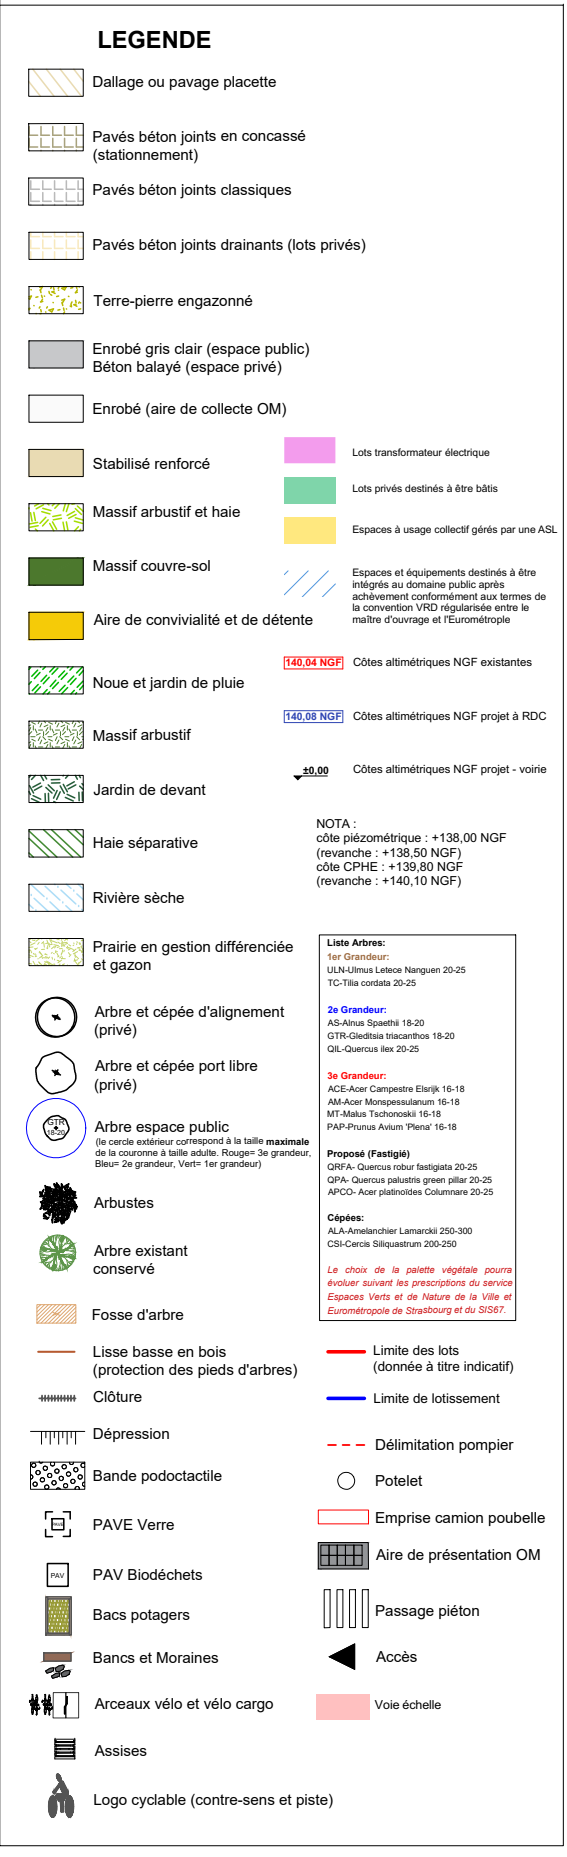 LEGENDE
Dallage ou pavage placette
Pavés béton joints en concassé
(stationnement)
Pavés béton joints classiques
Pavés béton joints drainants (lots privés)
Terre-pierre engazonné
Enrobé gris clair (espace public)
Béton balayé (espace privé)
Enrobé (aire de collecte OM)
Stabilisé renforcé
Massif arbustif et haie
Massif couvre-sol
Aire de convivialité et de détente
Noue et jardin de pluie
Massif arbustif
Jardin de devant
Haie séparative
Rivière sèche
Prairie en gestion différenciée
et gazon
Arbre et cépée d'alignement
(privé)
Arbre et cépée port libre
(privé)
GTR
18-20
Arbre espace public
(le cercle extérieur correspond à la taille maximale
de la couronne à taille adulte. Rouge= 3e grandeur,
Bleu= 2e grandeur, Vert= 1er grandeur)
Arbustes
Arbre existant
conservé
Fosse d'arbre
Lisse basse en bois
(protection des pieds d'arbres)
Clôture
Dépression
Bande podoctactile
PAVE
PAVE Verre
PAV
PAV Biodéchets
Bacs potagers
Bancs et Moraines
Arceaux vélo et vélo cargo
Assises
Logo cyclable (contre-sens et piste)
Lots transformateur électrique
Lots privés destinés à être bâtis
Espaces à usage collectif gérés par une ASL
Espaces et équipements destinés à être
intégrés au domaine public après
achèvement conformément aux termes de
la convention VRD régularisée entre le
maître d'ouvrage et l'Eurométrople
140,04 NGF Côtes altimétriques NGF existantes
140,08 NGF Côtes altimétriques NGF projet à RDC
±0,00 Côtes altimétriques NGF projet - voirie
NOTA :
côte piézométrique : +138,00 NGF
(revanche : +138,50 NGF)
côte CPHE : +139,80 NGF
(revanche : +140,10 NGF)
Liste Arbres:
1er Grandeur:
ULN-Ulmus Letece Nanguen 20-25
TC-Tilia cordata 20-25
2e Grandeur:
AS-Alnus Spaethii 18-20
GTR-Gleditsia triacanthos 18-20
QIL-Quercus ilex 20-25
3e Grandeur:
ACE-Acer Campestre Elsrijk 16-18
AM-Acer Monspessulanum 16-18
MT-Malus Tschonoskii 16-18
PAP-Prunus Avium 'Plena' 16-18
Proposé (Fastigié)
QRFA- Quercus robur fastigiata 20-25
QPA- Quercus palustris green pillar 20-25
APCO- Acer platinoïdes Columnare 20-25
Cépées:
ALA-Amelanchier Lamarckii 250-300
CSI-Cercis Siliquastrum 200-250
Le choix de la palette végétale pourra
évoluer suivant les prescriptions du service
Espaces Verts et de Nature de la Ville et
Eurométropole de Strasbourg et du SIS67.
Limite des lots
(donnée à titre indicatif)
Limite de lotissement
Délimitation pompier
Potelet
Emprise camion poubelle
Aire de présentation OM
Passage piéton
Accès
Voie échelle